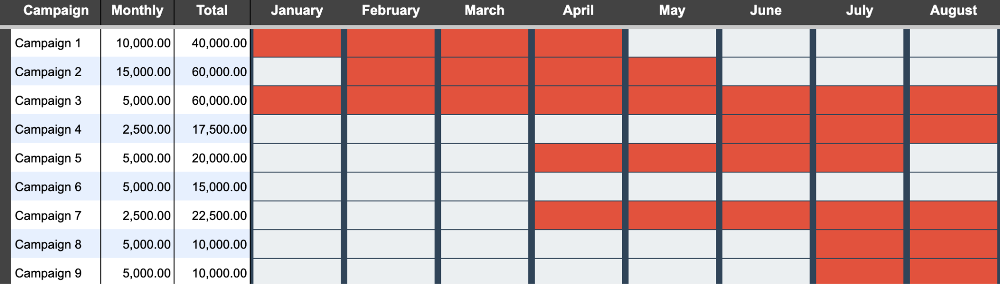 Campaign Monthly Total January February March April May June July August
Campaign 1 10,000.00 40,000.00
Campaign 2 15,000.00 60,000.00
Campaign 3 5,000.00 60,000.00
Campaign 4 2,500.00 17,500.00
Campaign 5 5,000.00 20,000.00
Campaign 6 5,000.00 15,000.00
Campaign 7 2,500.00 22,500.00
Campaign 8 5,000.00 10,000.00
Campaign 9 5,000.00 10,000.00